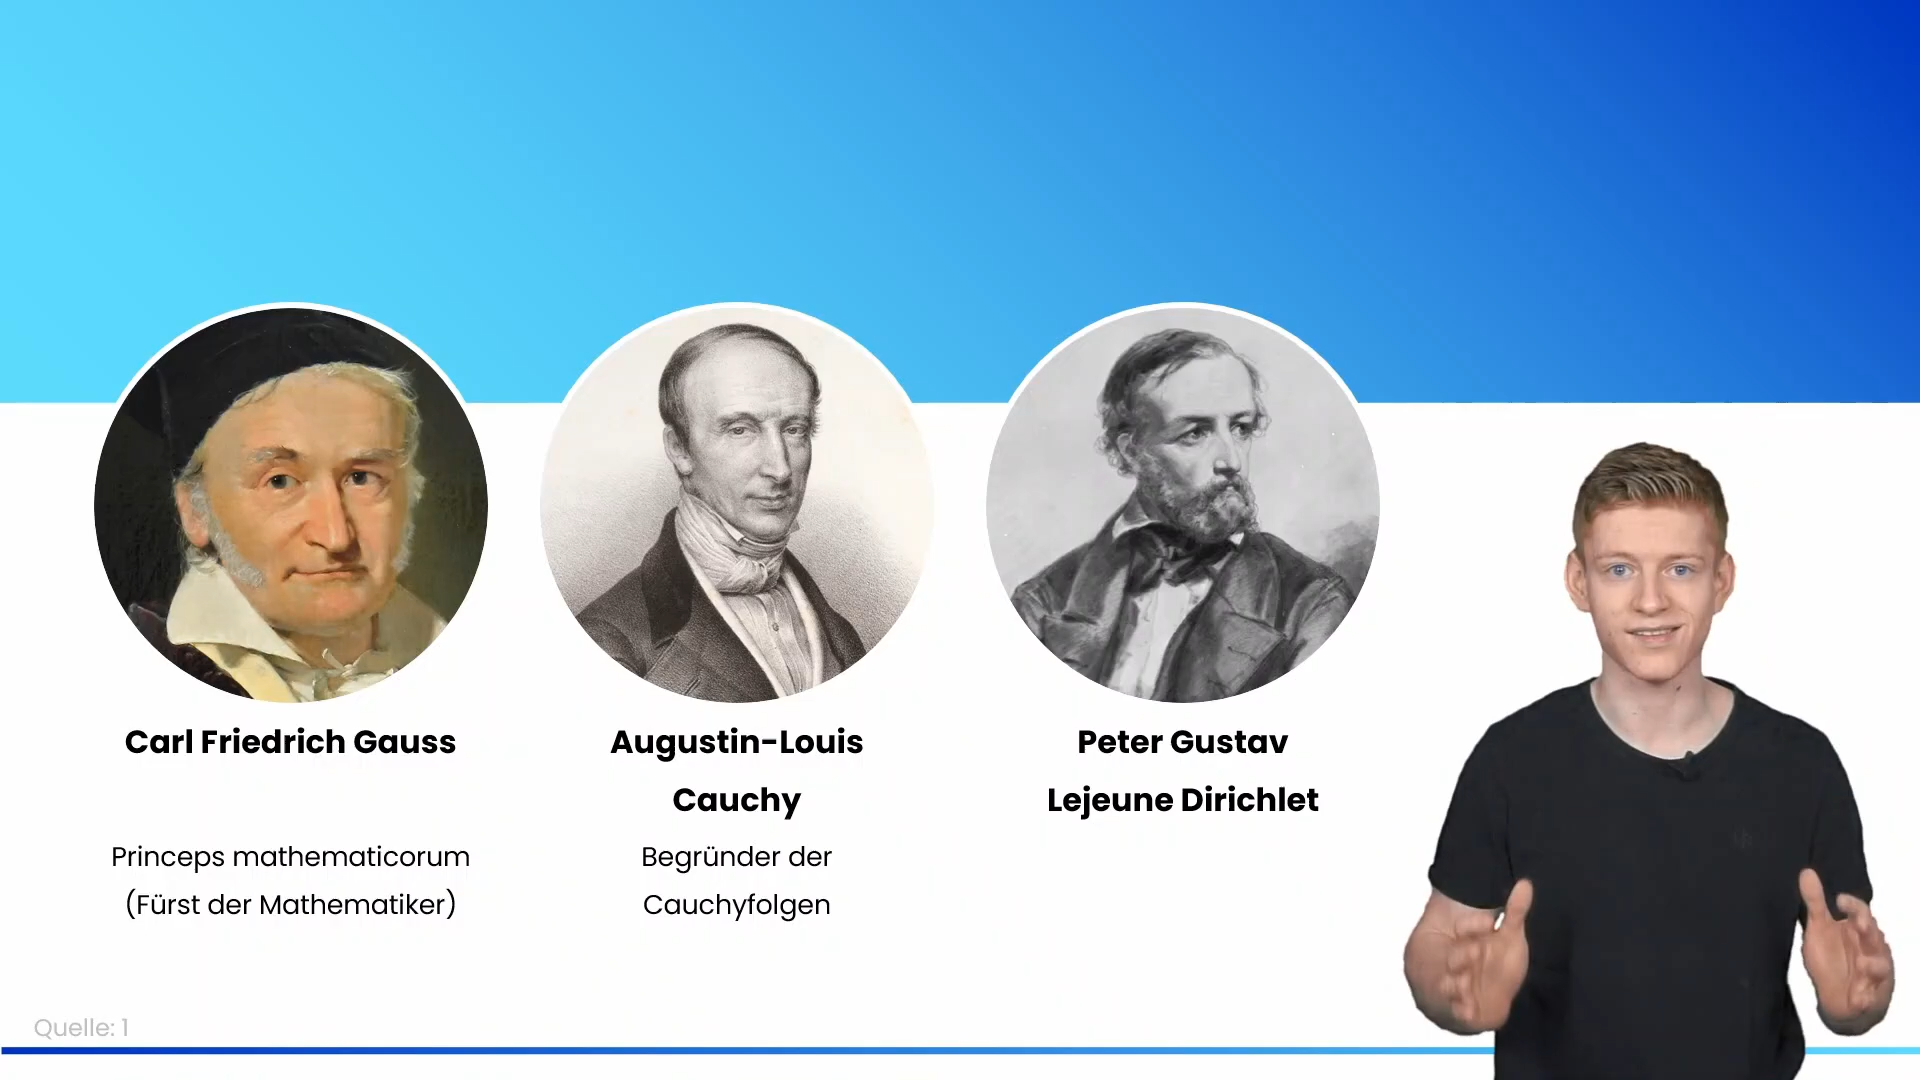 Carl Friedrich Gauss
Princeps mathematicorum
(Fürst der Mathematiker)
Augustin-Louis
Cauchy
Begründer der
Cauchyfolgen
Peter Gustav
Lejeune Dirichlet
Quelle: 1